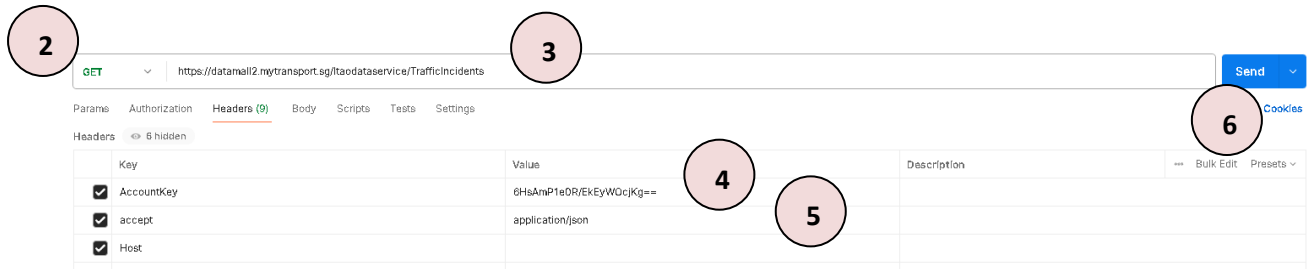 2
3
GET https://datamall2.mytransport.sg/ltaodataservice/TrafficIncidents Send
Params Authorization Headers (9) Body Scripts Tests Settings Cookies
6
Headers 6 hidden
Key Value Description ••• Bulk Edit Presets
4
AccountKey 6HsAmP1e0R/EkEyWOcjKg==
5
accept application/json
Host